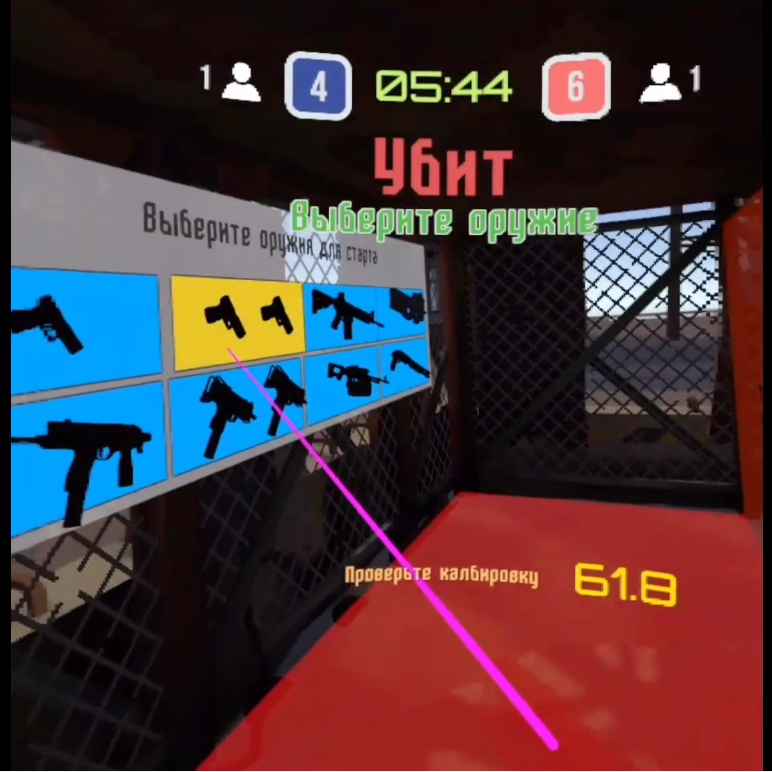 1 4 05:44 6 1
Убит
Выберите оружие
Выберите оружия для старта
Проверьте калбировку 61.8